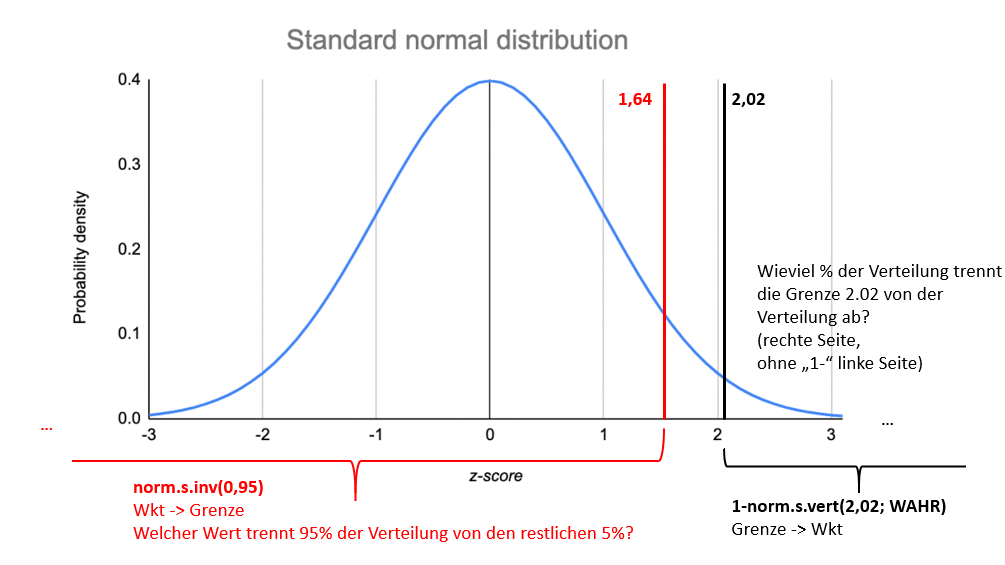 Standard normal distribution
0.4
0.3
0.2
0.1
0.0
Probability density
1,64
2,02
Wieviel % der Verteilung trennt
die Grenze 2.02 von der
Verteilung ab?
(rechte Seite,
ohne „1-“ linke Seite)
...
...
-3
-2
-1
0
1
2
3
z-score
norm.s.inv(0,95)
Wkt -> Grenze
Welcher Wert trennt 95% der Verteilung von den restlichen 5%?
1-norm.s.vert(2,02; WAHR)
Grenze -> Wkt